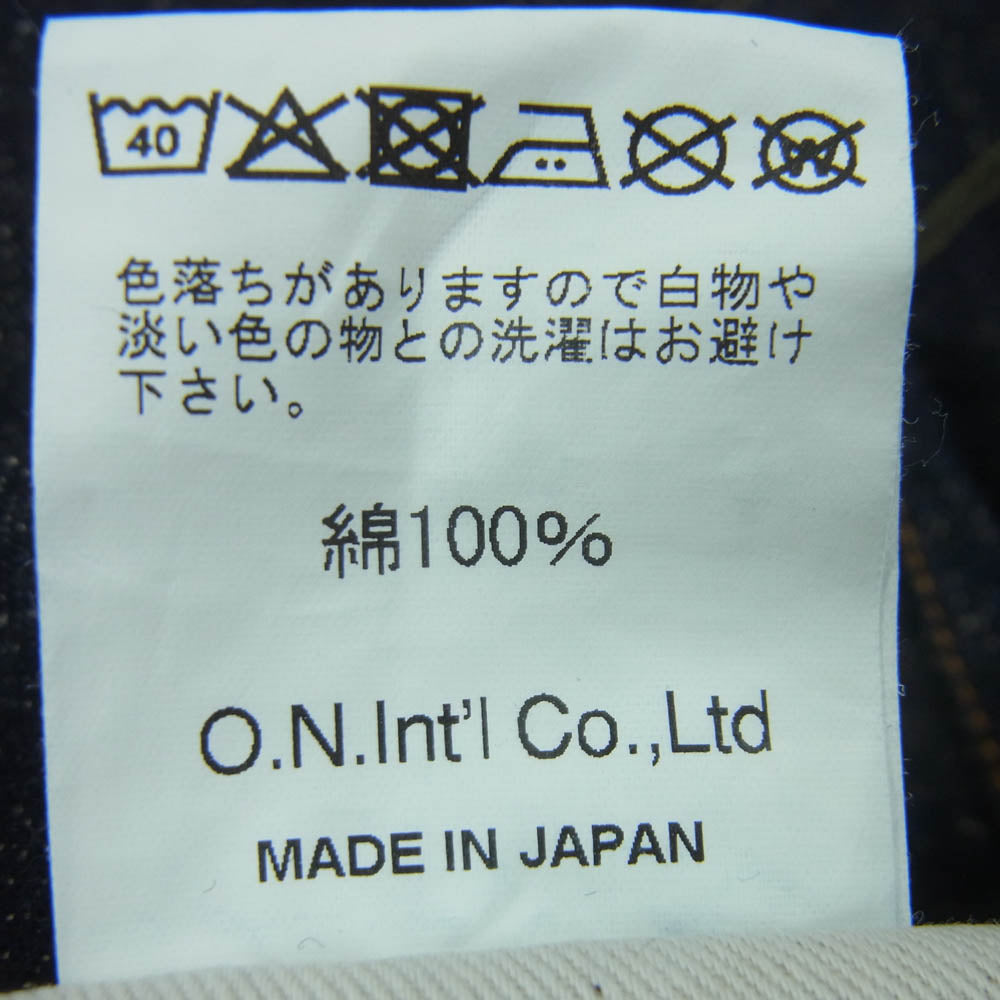 40 W
色落ちがありますので白物や
淡い色の物との洗濯はお避け
下さい。
綿100%
O.N.Int'l Co.,Ltd
MADE IN JAPAN